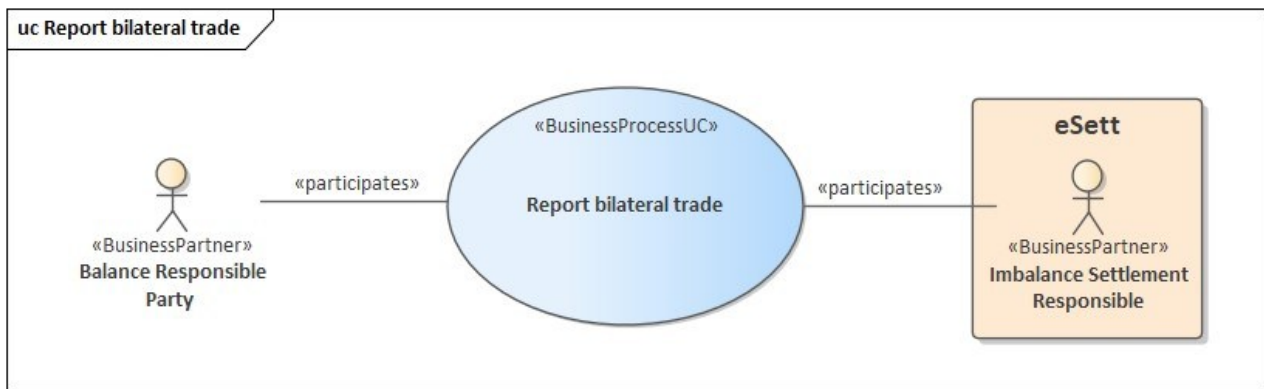 uc Report bilateral trade
«BusinessProcessUC»
eSett
«participates»
«participates»
Report bilateral trade
«BusinessPartner»
Balance Responsible
Party
«BusinessPartner»
Imbalance Settlement
Responsible